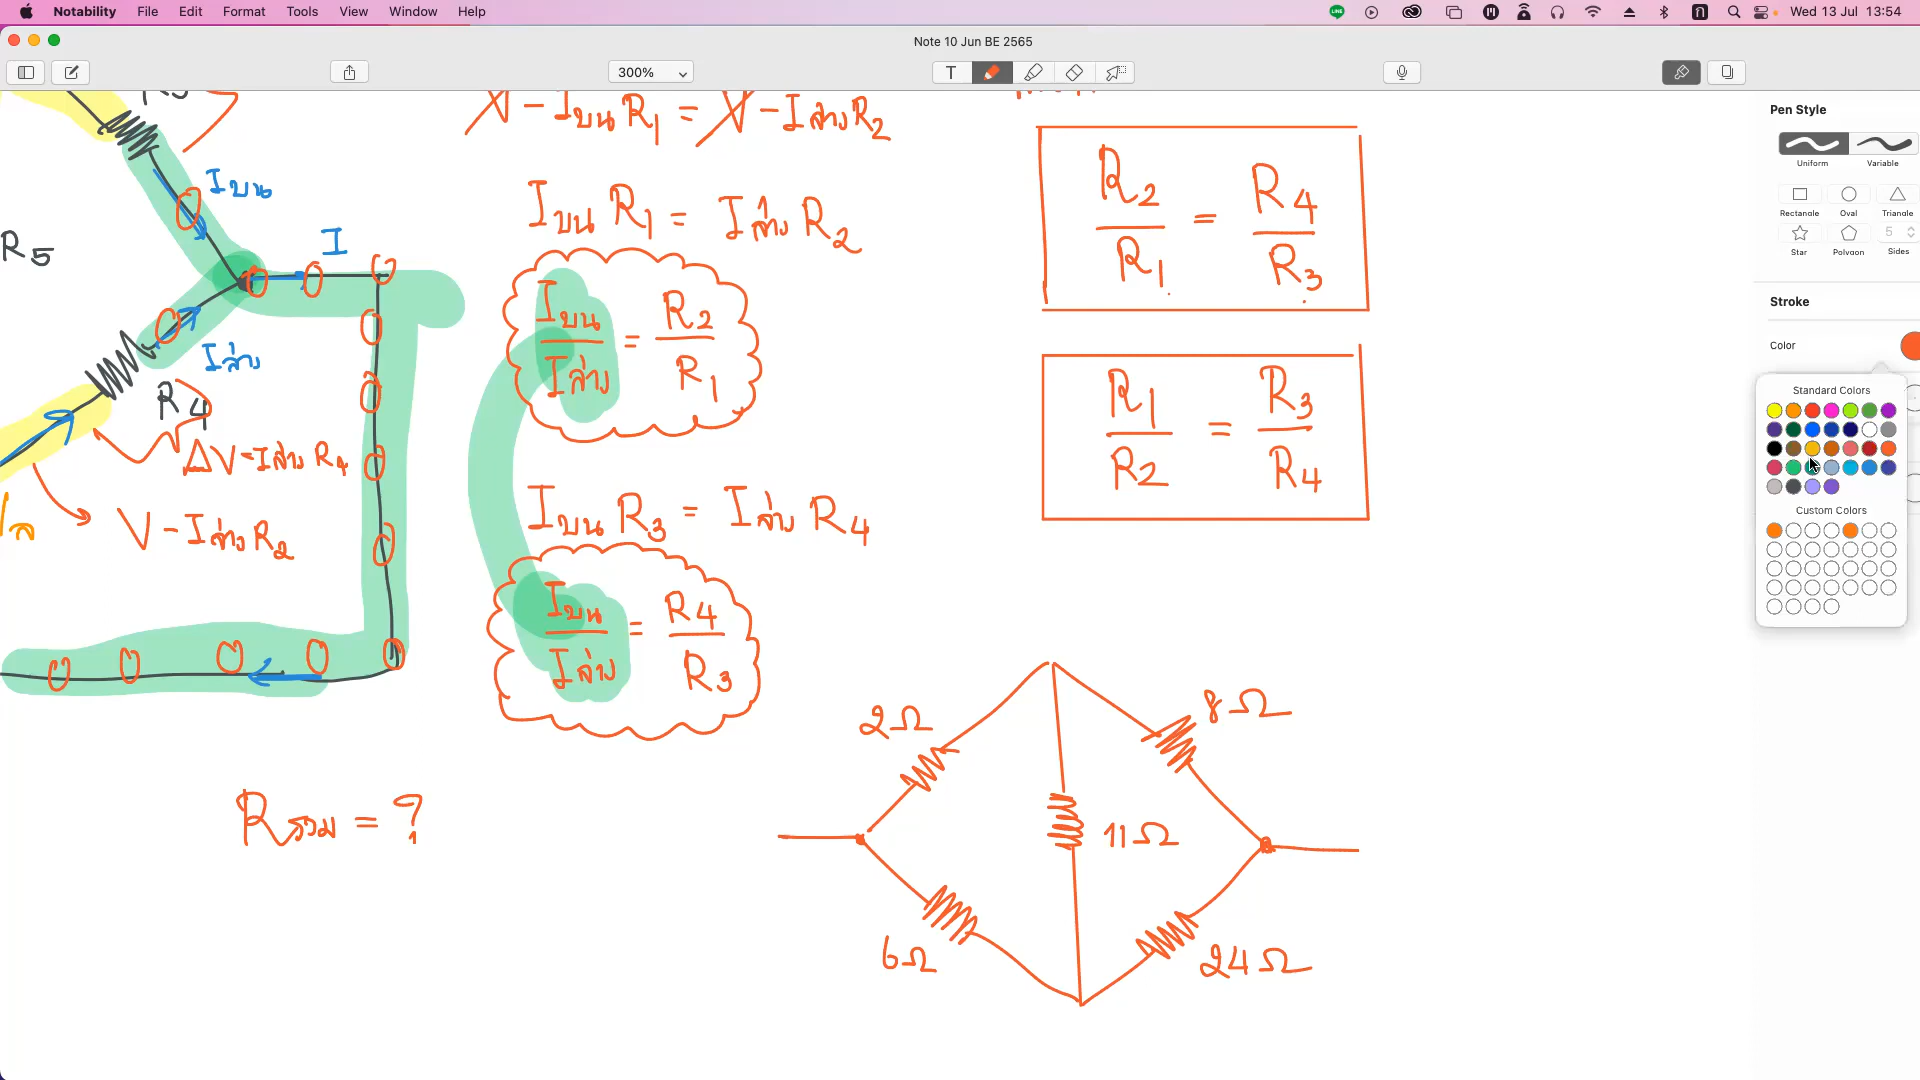 Notability File Edit Format Tools View Window Help
Wed 13 Jul 13:54
Note 10 Jun BE 2565
300%
T
V - Iบน R1 = V - Iล่าง R2
Iบน R1 = Iล่าง R2
Iบน/Iล่าง = R2/R1
Iบน R3 = Iล่าง R4
Iบน/Iล่าง = R4/R3
R2/R1 = R4/R3
R1/R2 = R3/R4
Iบน
I
R5
Iล่าง
R4
ΔV = Iล่าง R4
V - Iล่าง R2
Rรวม = ?
2Ω
8Ω
11Ω
6Ω
24Ω
Pen Style
Uniform Variable
Rectangle Oval Triangle
5
Star Polygon Sides
Stroke
Color
Standard Colors
Custom Colors